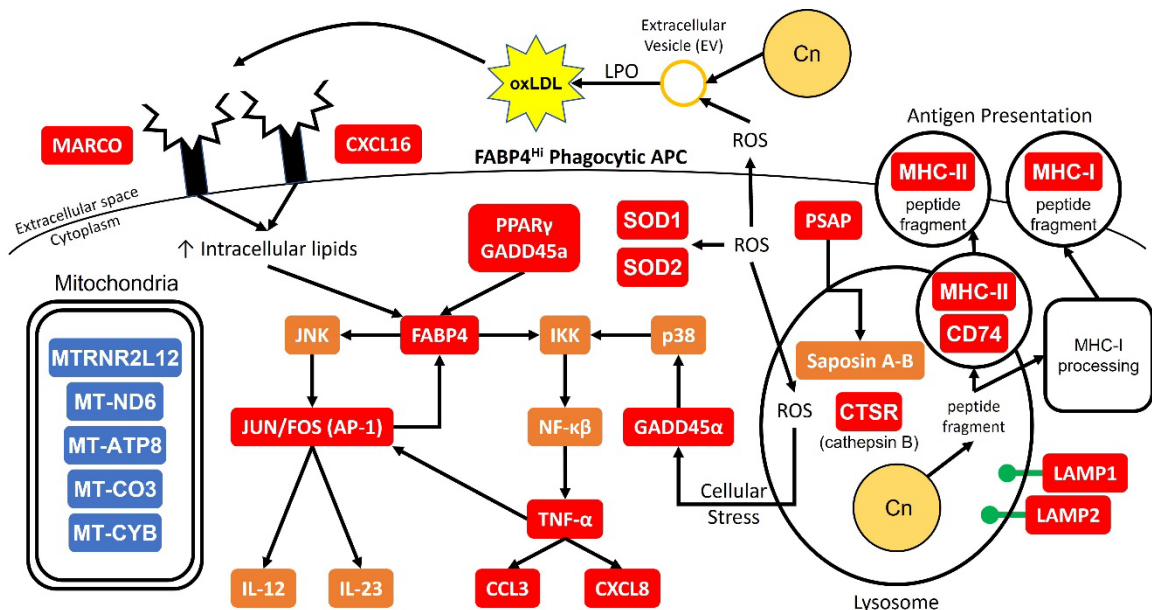 Extracellular
Vesicle (EV)
Cn
oxLDL
LPO
ROS
Antigen Presentation
MARCO
CXCL16
FABP4Hi Phagocytic APC
MHC-II
peptide
fragment
MHC-I
peptide
fragment
Extracellular space
Cytoplasm
↑ Intracellular lipids
PPARγ
GADD45a
SOD1
SOD2
ROS
PSAP
Mitochondria
MTRNR2L12
MT-ND6
MT-ATP8
MT-CO3
MT-CYB
JNK
FABP4
IKK
p38
MHC-II
CD74
MHC-I
processing
Saposin A-B
JUN/FOS (AP-1)
NF-κβ
GADD45α
ROS
CTSR
(cathepsin B)
peptide
fragment
Cn
LAMP1
LAMP2
Cellular
Stress
TNF-α
IL-12
IL-23
CCL3
CXCL8
Lysosome